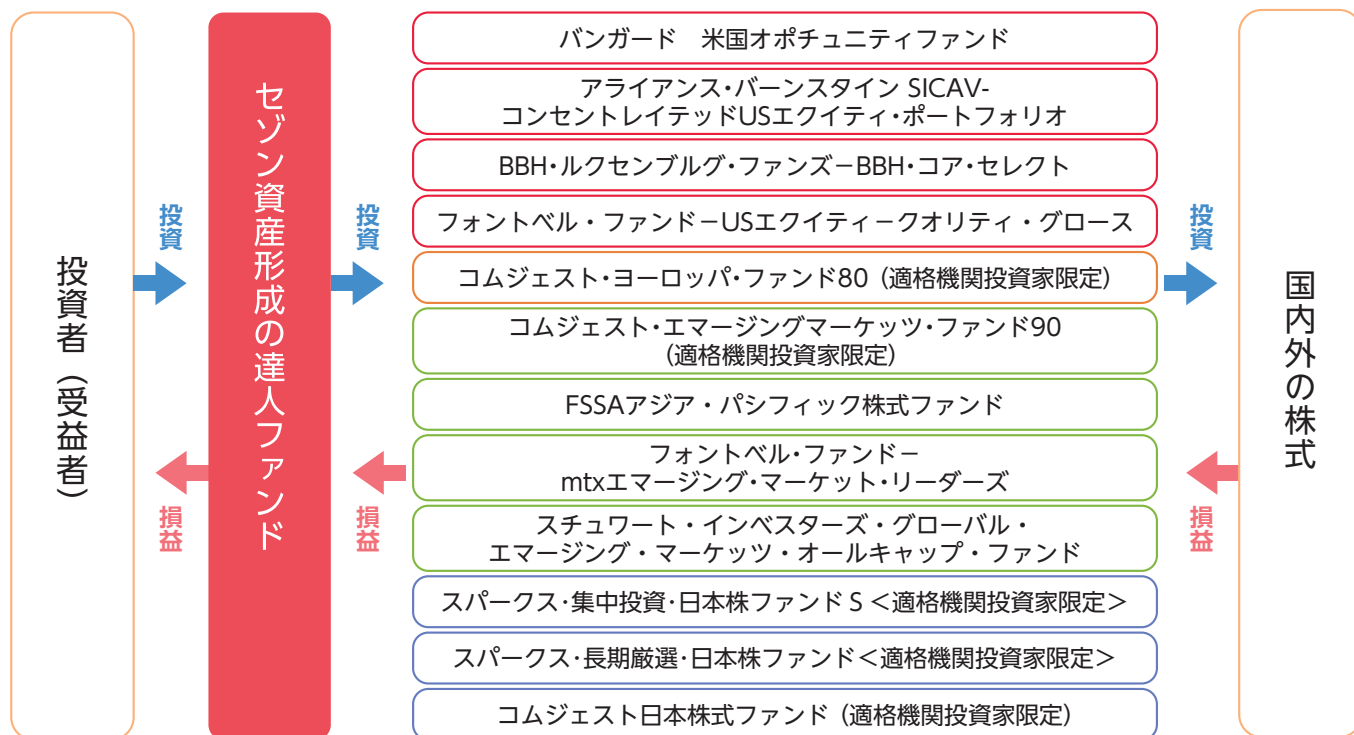 投資者（受益者）
投資
損益
セゾン資産形成の達人ファンド
投資
損益
バンガード　米国オポチュニティファンド
アライアンス・バーンスタイン SICAV-
コンセントレイテッドUSエクイティ・ポートフォリオ
BBH・ルクセンブルグ・ファンズ－BBH・コア・セレクト
フォントベル・ファンド－USエクイティ－クオリティ・グロース
コムジェスト・ヨーロッパ・ファンド80（適格機関投資家限定）
コムジェスト・エマージングマーケッツ・ファンド90
（適格機関投資家限定）
FSSAアジア・パシフィック株式ファンド
フォントベル・ファンド－
mtxエマージング・マーケット・リーダーズ
スチュワート・インベスターズ・グローバル・
エマージング・マーケッツ・オールキャップ・ファンド
スパークス・集中投資・日本株ファンド S ＜適格機関投資家限定＞
スパークス・長期厳選・日本株ファンド＜適格機関投資家限定＞
コムジェスト日本株式ファンド（適格機関投資家限定）
投資
損益
国内外の株式